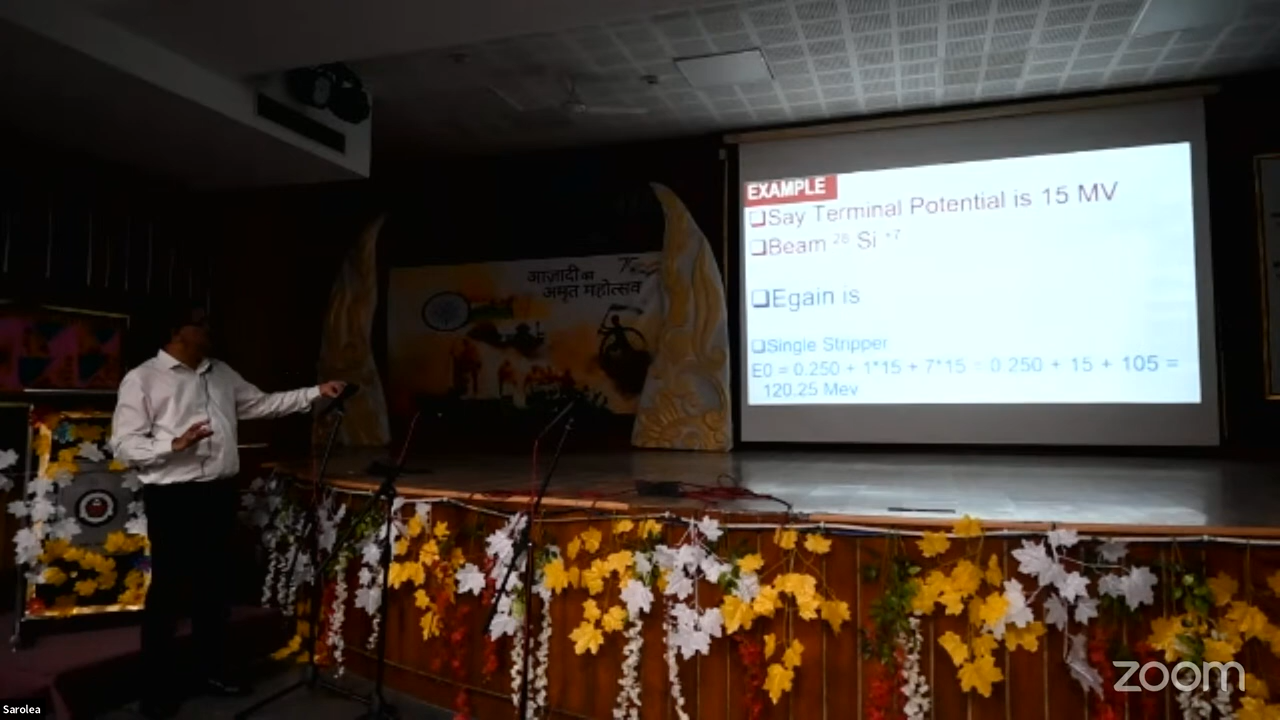 EXAMPLE
❑Say Terminal Potential is 15 MV
❑Beam ²⁸ Si ⁺⁷
❑Egain is
❑Single Stripper
E0 = 0.250 + 1*15 + 7*15 = 0.250 + 15 + 105 =
120.25 Mev
आज़ादी का
अमृत महोत्सव
zoom
Sarolea